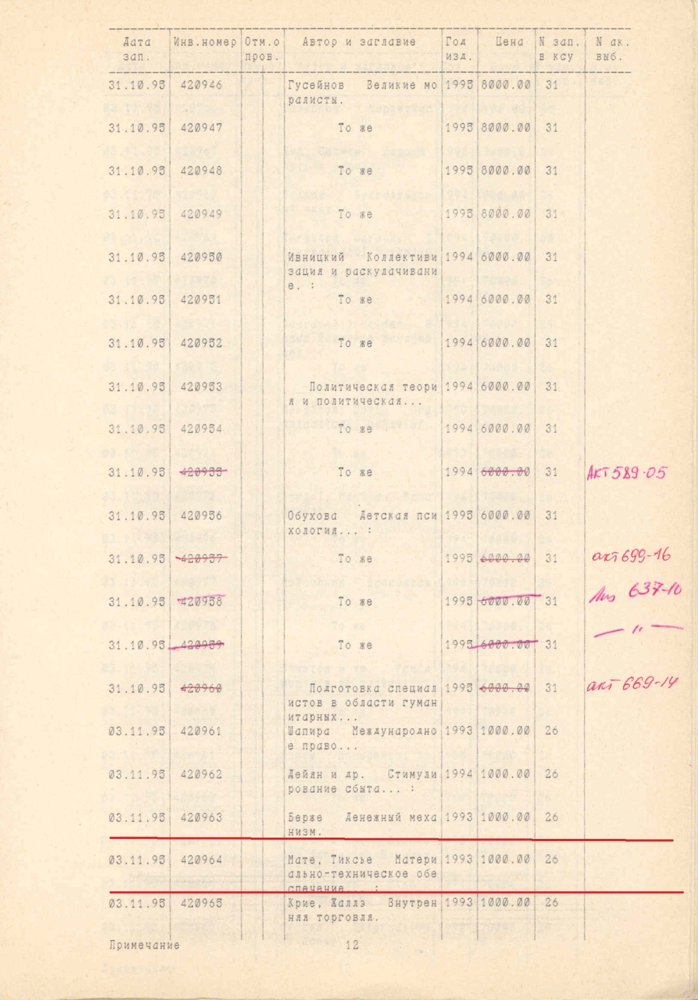 Дата Инв.номер Отм.о Автор и заглавие Год Цена N зап. N ак.
зап. пров. изд. в ксу выб.
31.10.95 420946 Гусейнов Великие мо 1995 8000.00 31
ралисты.
31.10.95 420947 То же 1995 8000.00 31
31.10.95 420948 То же 1995 8000.00 31
31.10.95 420949 То же 1995 8000.00 31
31.10.95 420950 Ивницкий Коллективи 1994 6000.00 31
зация и раскулачивани
е. :
31.10.95 420951 То же 1994 6000.00 31
31.10.95 420952 То же 1994 6000.00 31
31.10.95 420953 Политическая теори 1994 6000.00 31
я и политическая...
31.10.95 420954 То же 1994 6000.00 31
31.10.95 420955 То же 1994 6000.00 31 Акт 589-05
31.10.95 420956 Обухова Детская пси 1995 6000.00 31
хология... :
31.10.95 420957 То же 1995 6000.00 31 акт 699-16
31.10.95 420958 То же 1995 6000.00 31 637-10
31.10.95 420959 То же 1995 6000.00 31 — " —
31.10.95 420960 Подготовка специал 1995 6000.00 31 акт 669-14
истов в области гуман
итарных...
03.11.95 420961 Шапира Международно 1993 1000.00 26
е право...
03.11.95 420962 Дейян и др. Стимули 1994 1000.00 26
рование сбыта... :
03.11.95 420963 Берже Денежный меха 1993 1000.00 26
низм.
03.11.95 420964 Мате, Тиксье Матери 1993 1000.00 26
ально-техническое обе
спечение... :
03.11.95 420965 Крие, Жаллэ Внутрен 1993 1000.00 26
няя торговля.
Примечание 12